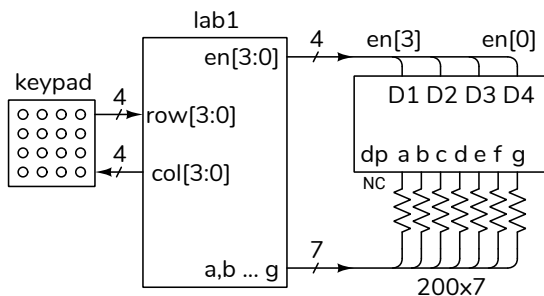 lab1
en[3:0]
4
en[3]
en[0]
keypad
D1 D2 D3 D4
4
row[3:0]
4
col[3:0]
dp a b c d e f g
NC
a,b ... g
7
200x7